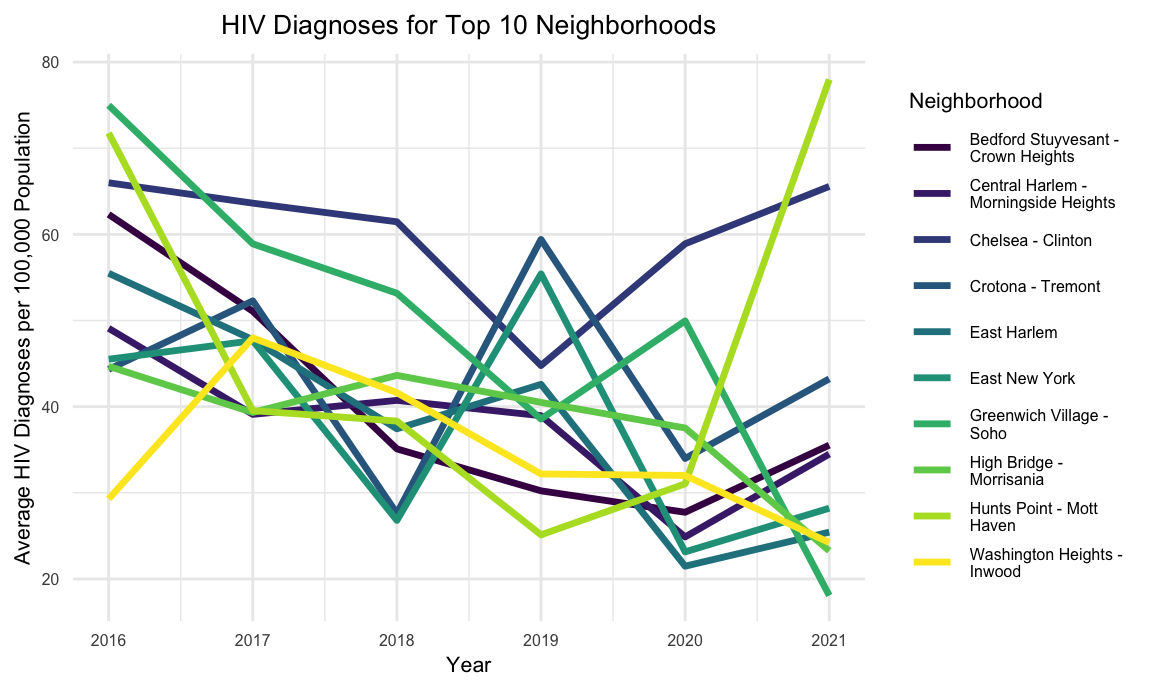 HIV Diagnoses for Top 10 Neighborhoods
Average HIV Diagnoses per 100,000 Population
80
60
40
20
2016
2017
2018
2019
2020
2021
Year
Neighborhood
Bedford Stuyvesant -
Crown Heights
Central Harlem -
Morningside Heights
Chelsea - Clinton
Crotona - Tremont
East Harlem
East New York
Greenwich Village -
Soho
High Bridge -
Morrisania
Hunts Point - Mott
Haven
Washington Heights -
Inwood